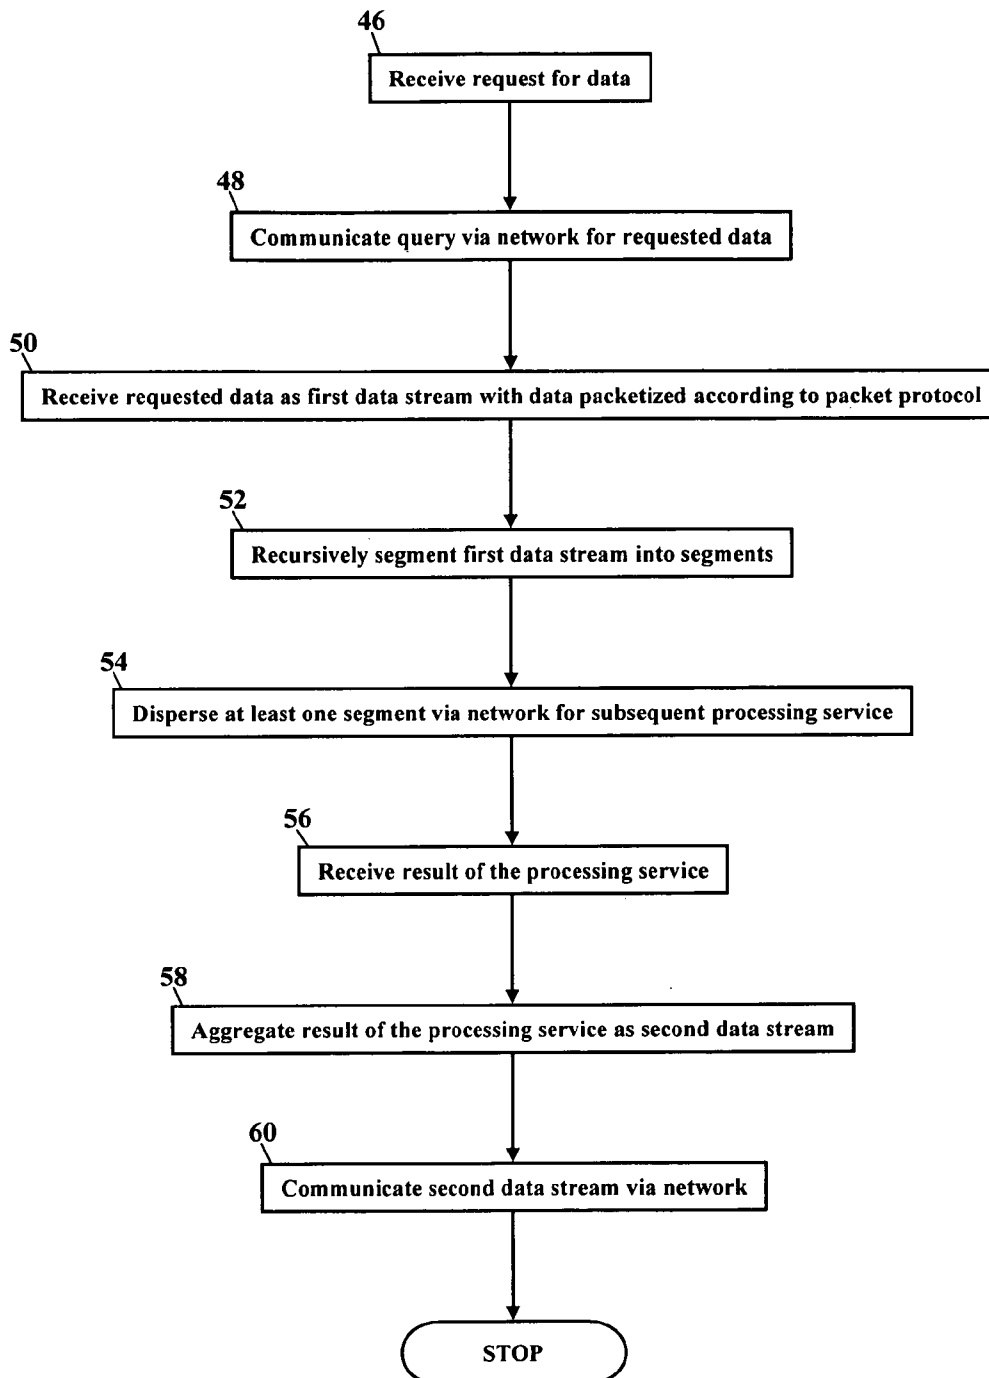 46
Receive request for data
48
Communicate query via network for requested data
50
Receive requested data as first data stream with data packetized according to packet protocol
52
Recursively segment first data stream into segments
54
Disperse at least one segment via network for subsequent processing service
56
Receive result of the processing service
58
Aggregate result of the processing service as second data stream
60
Communicate second data stream via network
STOP